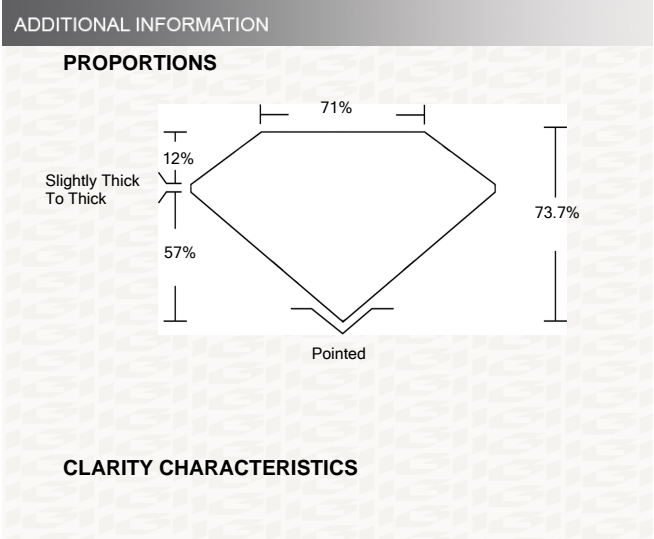 ADDITIONAL INFORMATION
PROPORTIONS
71%
12%
Slightly Thick
To Thick
73.7%
57%
Pointed
CLARITY CHARACTERISTICS